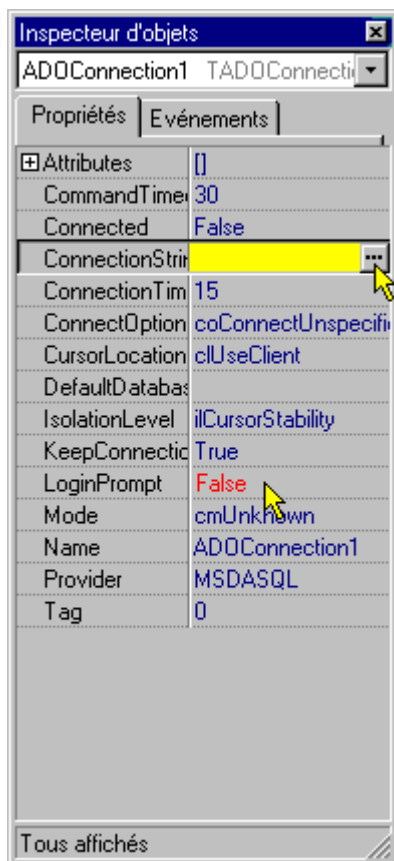 Inspecteur d'objets
ADOConnection1 TADOConnecti
Propriétés Evénements
Attributes []
CommandTime 30
Connected False
ConnectionStrin ...
ConnectionTim 15
ConnectOption coConnectUnspecifi
CursorLocation clUseClient
DefaultDatabas
IsolationLevel ilCursorStability
KeepConnectic True
LoginPrompt False
Mode cmUnknown
Name ADOConnection1
Provider MSDASQL
Tag 0
Tous affichés